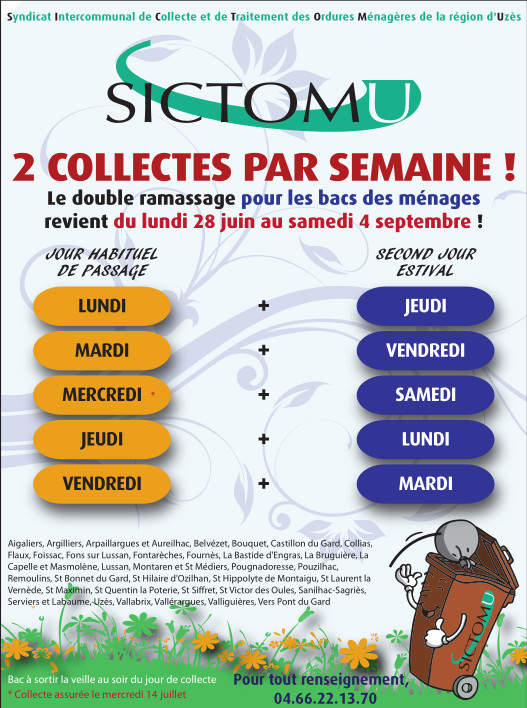 Syndicat Intercommunal de Collecte et de Traitement des Ordures Ménagères de la région d'Uzès
SICTOMU
2 COLLECTES PAR SEMAINE !
Le double ramassage pour les bacs des ménages
revient du lundi 28 juin au samedi 4 septembre !
JOUR HABITUEL
DE PASSAGE
SECOND JOUR
ESTIVAL
LUNDI + JEUDI
MARDI + VENDREDI
MERCREDI * + SAMEDI
JEUDI + LUNDI
VENDREDI + MARDI
Aigaliers, Argilliers, Arpaillargues et Aureilhac, Belvézet, Bouquet, Castillon du Gard, Collias,
Flaux, Foissac, Fons sur Lussan, Fontarèches, Fournès, La Bastide d'Engras, La Bruguière, La
Capelle et Masmolène, Lussan, Montaren et St Médiers, Pougnadoresse, Pouzilhac,
Remoulins, St Bonnet du Gard, St Hilaire d'Ozilhan, St Hippolyte de Montaigu, St Laurent la
Vernède, St Maximin, St Quentin la Poterie, St Siffret, St Victor des Oules, Sanilhac-Sagriès,
Serviers et Labaume, Uzès, Vallabrix, Vallérargues, Valliguières, Vers Pont du Gard
SICTOMU
Bac à sortir la veille au soir du jour de collecte
* Collecte assurée le mercredi 14 juillet
Pour tout renseignement,
04.66.22.13.70